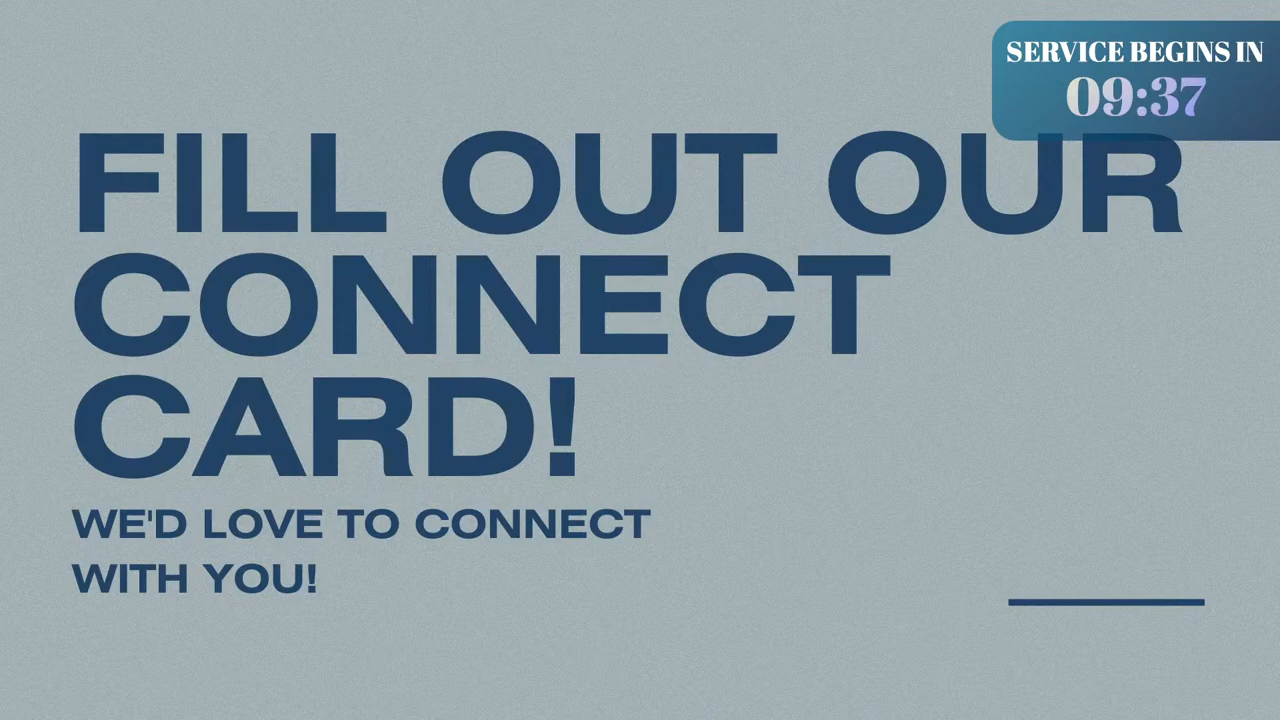 SERVICE BEGINS IN
09:37
FILL OUT OUR
CONNECT
CARD!
WE'D LOVE TO CONNECT
WITH YOU!